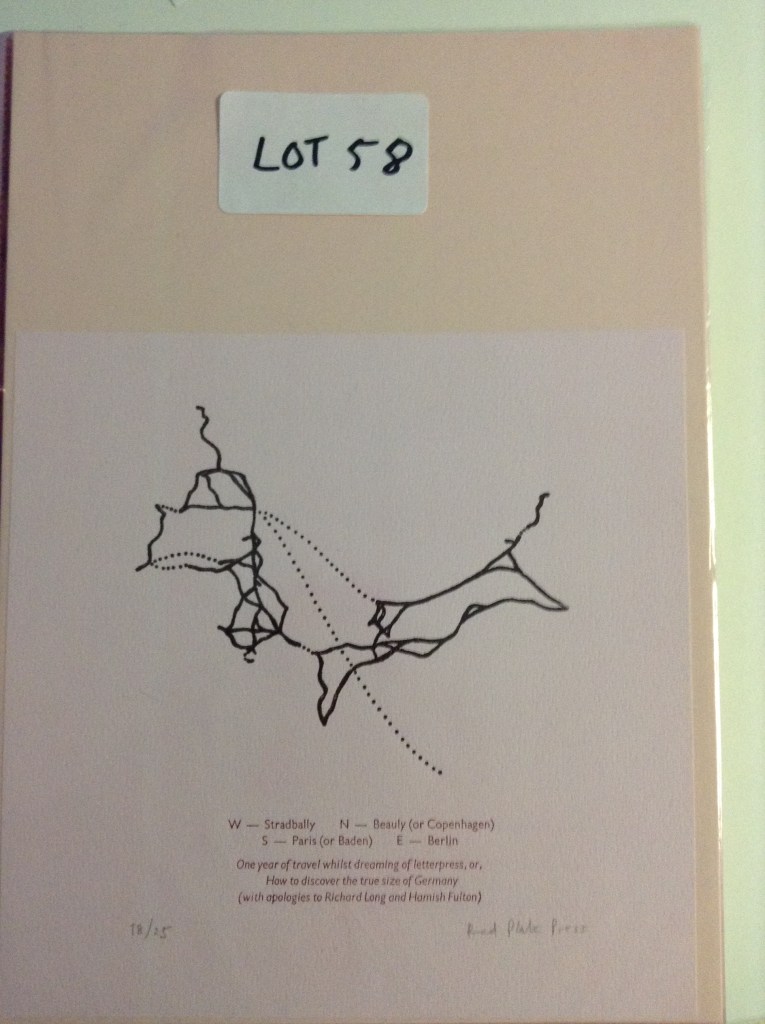 LOT 58
W — Stradbally N — Beauly (or Copenhagen)
S — Paris (or Baden) E — Berlin
One year of travel whilst dreaming of letterpress, or,
How to discover the true size of Germany
(with apologies to Richard Long and Hamish Fulton)
18/25
Plate Press